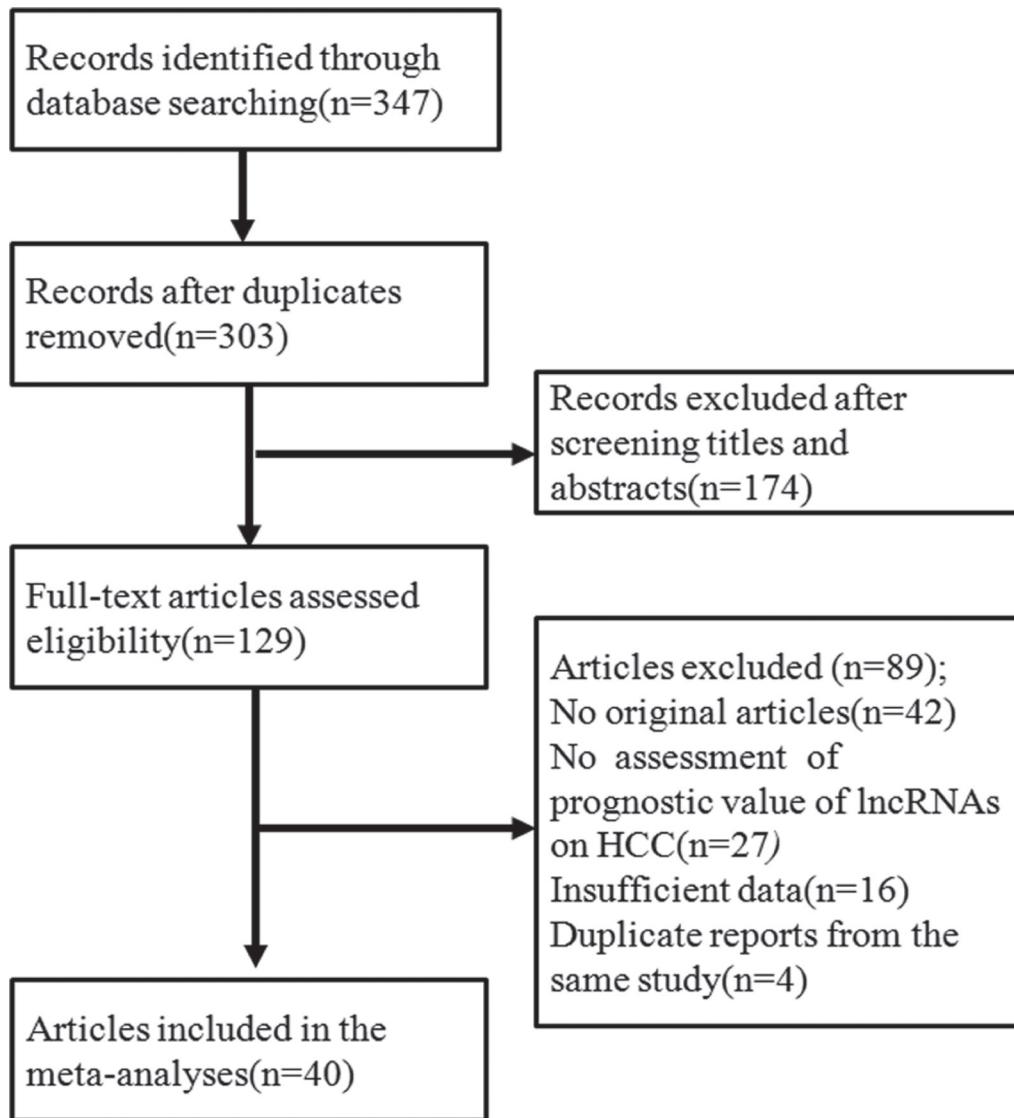 Records identified through
database searching(n=347)
Records after duplicates
removed(n=303)
Records excluded after
screening titles and
abstracts(n=174)
Full-text articles assessed
eligibility(n=129)
Articles excluded (n=89);
No original articles(n=42)
No assessment of
prognostic value of lncRNAs
on HCC(n=27)
Insufficient data(n=16)
Duplicate reports from the
same study(n=4)
Articles included in the
meta-analyses(n=40)